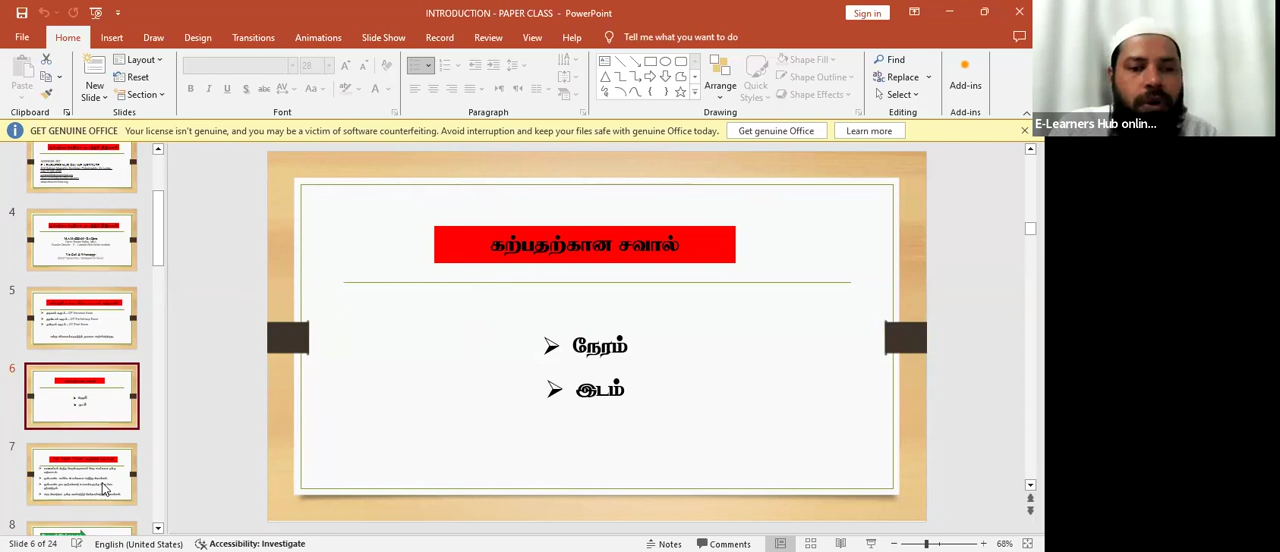 INTRODUCTION - PAPER CLASS - PowerPoint
Sign in
File Home Insert Draw Design Transitions Animations Slide Show Record Review View Help Tell me what you want to do
Paste
New
Slide
Layout
Reset
Section
28
Arrange
Quick
Styles
Shape Fill
Shape Outline
Shape Effects
Find
Replace
Select
Add-ins
Clipboard
Slides
Font
Paragraph
Drawing
Editing
Add-ins
GET GENUINE OFFICE Your license isn't genuine, and you may be a victim of software counterfeiting. Avoid interruption and keep your files safe with genuine Office today. Get genuine Office Learn more
E-Learners Hub onlin...
4
5
6
7
8
கற்பதற்கான சவால்
➢ நேரம்
➢ இடம்
Slide 6 of 24 English (United States) Accessibility: Investigate Notes Comments 68%